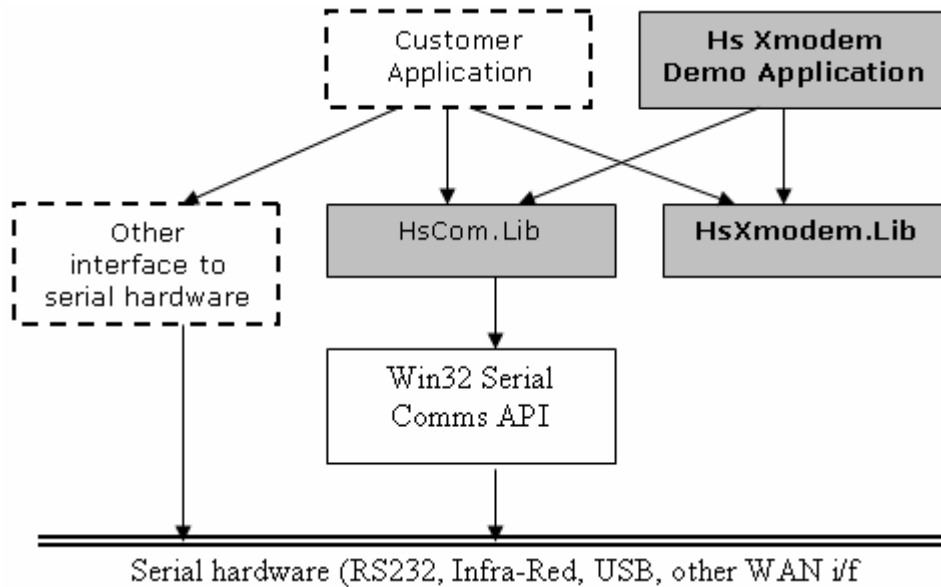 Customer
Application
Hs Xmodem
Demo Application
Other
interface to
serial hardware
HsCom.Lib
HsXmodem.Lib
Win32 Serial
Comms API
Serial hardware (RS232, Infra-Red, USB, other WAN i/f